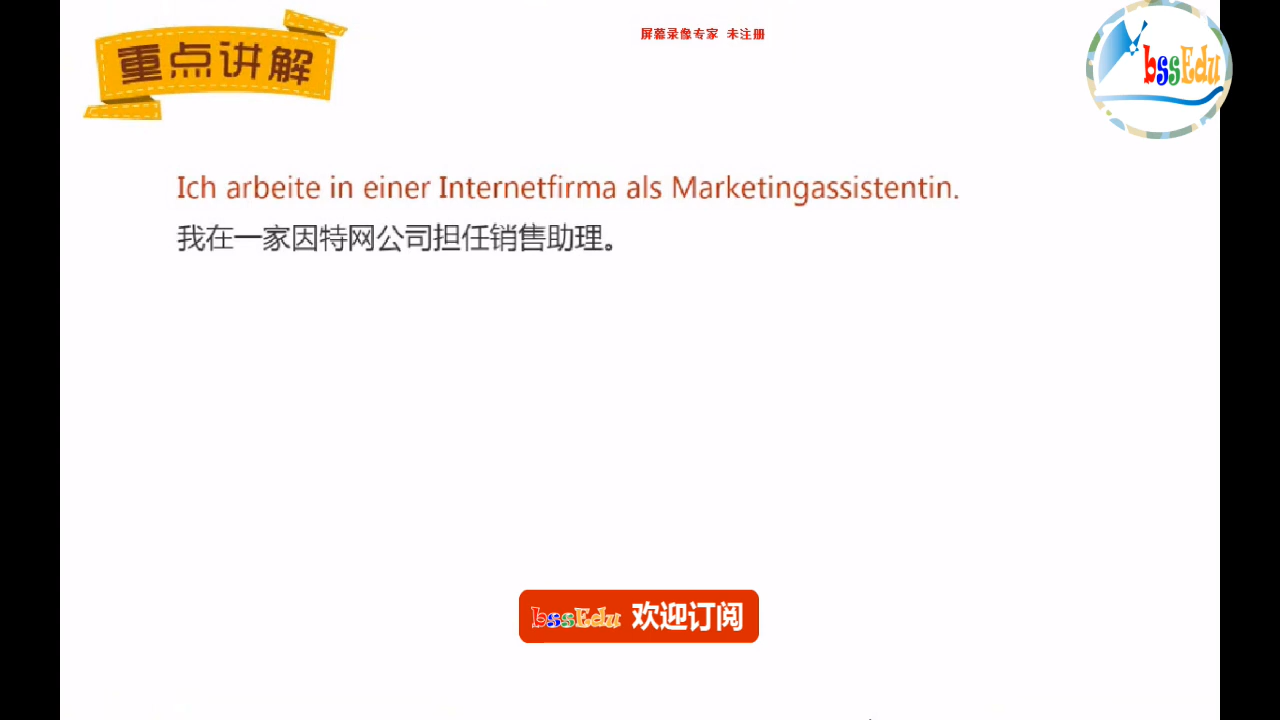 重点讲解
屏幕录像专家 未注册
bssEdu
Ich arbeite in einer Internetfirma als Marketingassistentin.
我在一家因特网公司担任销售助理。
bssEdu 欢迎订阅